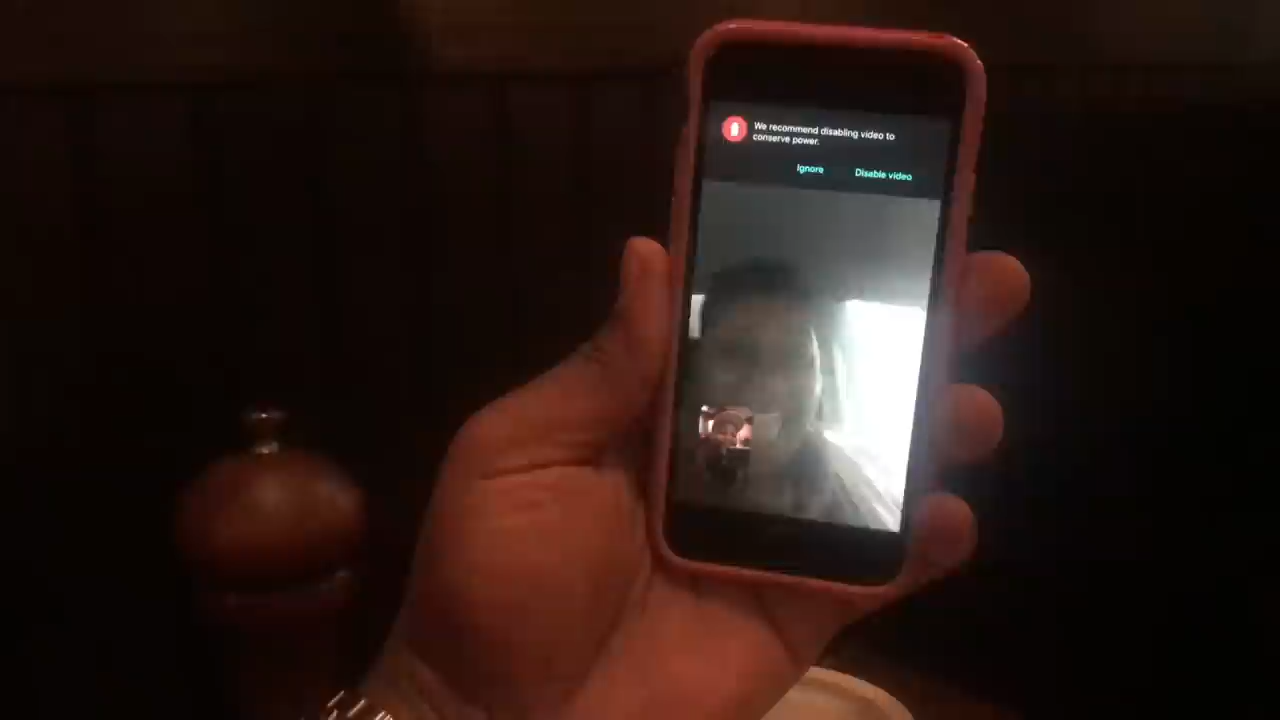 We recommend disabling video to
conserve power.
Ignore Disable video